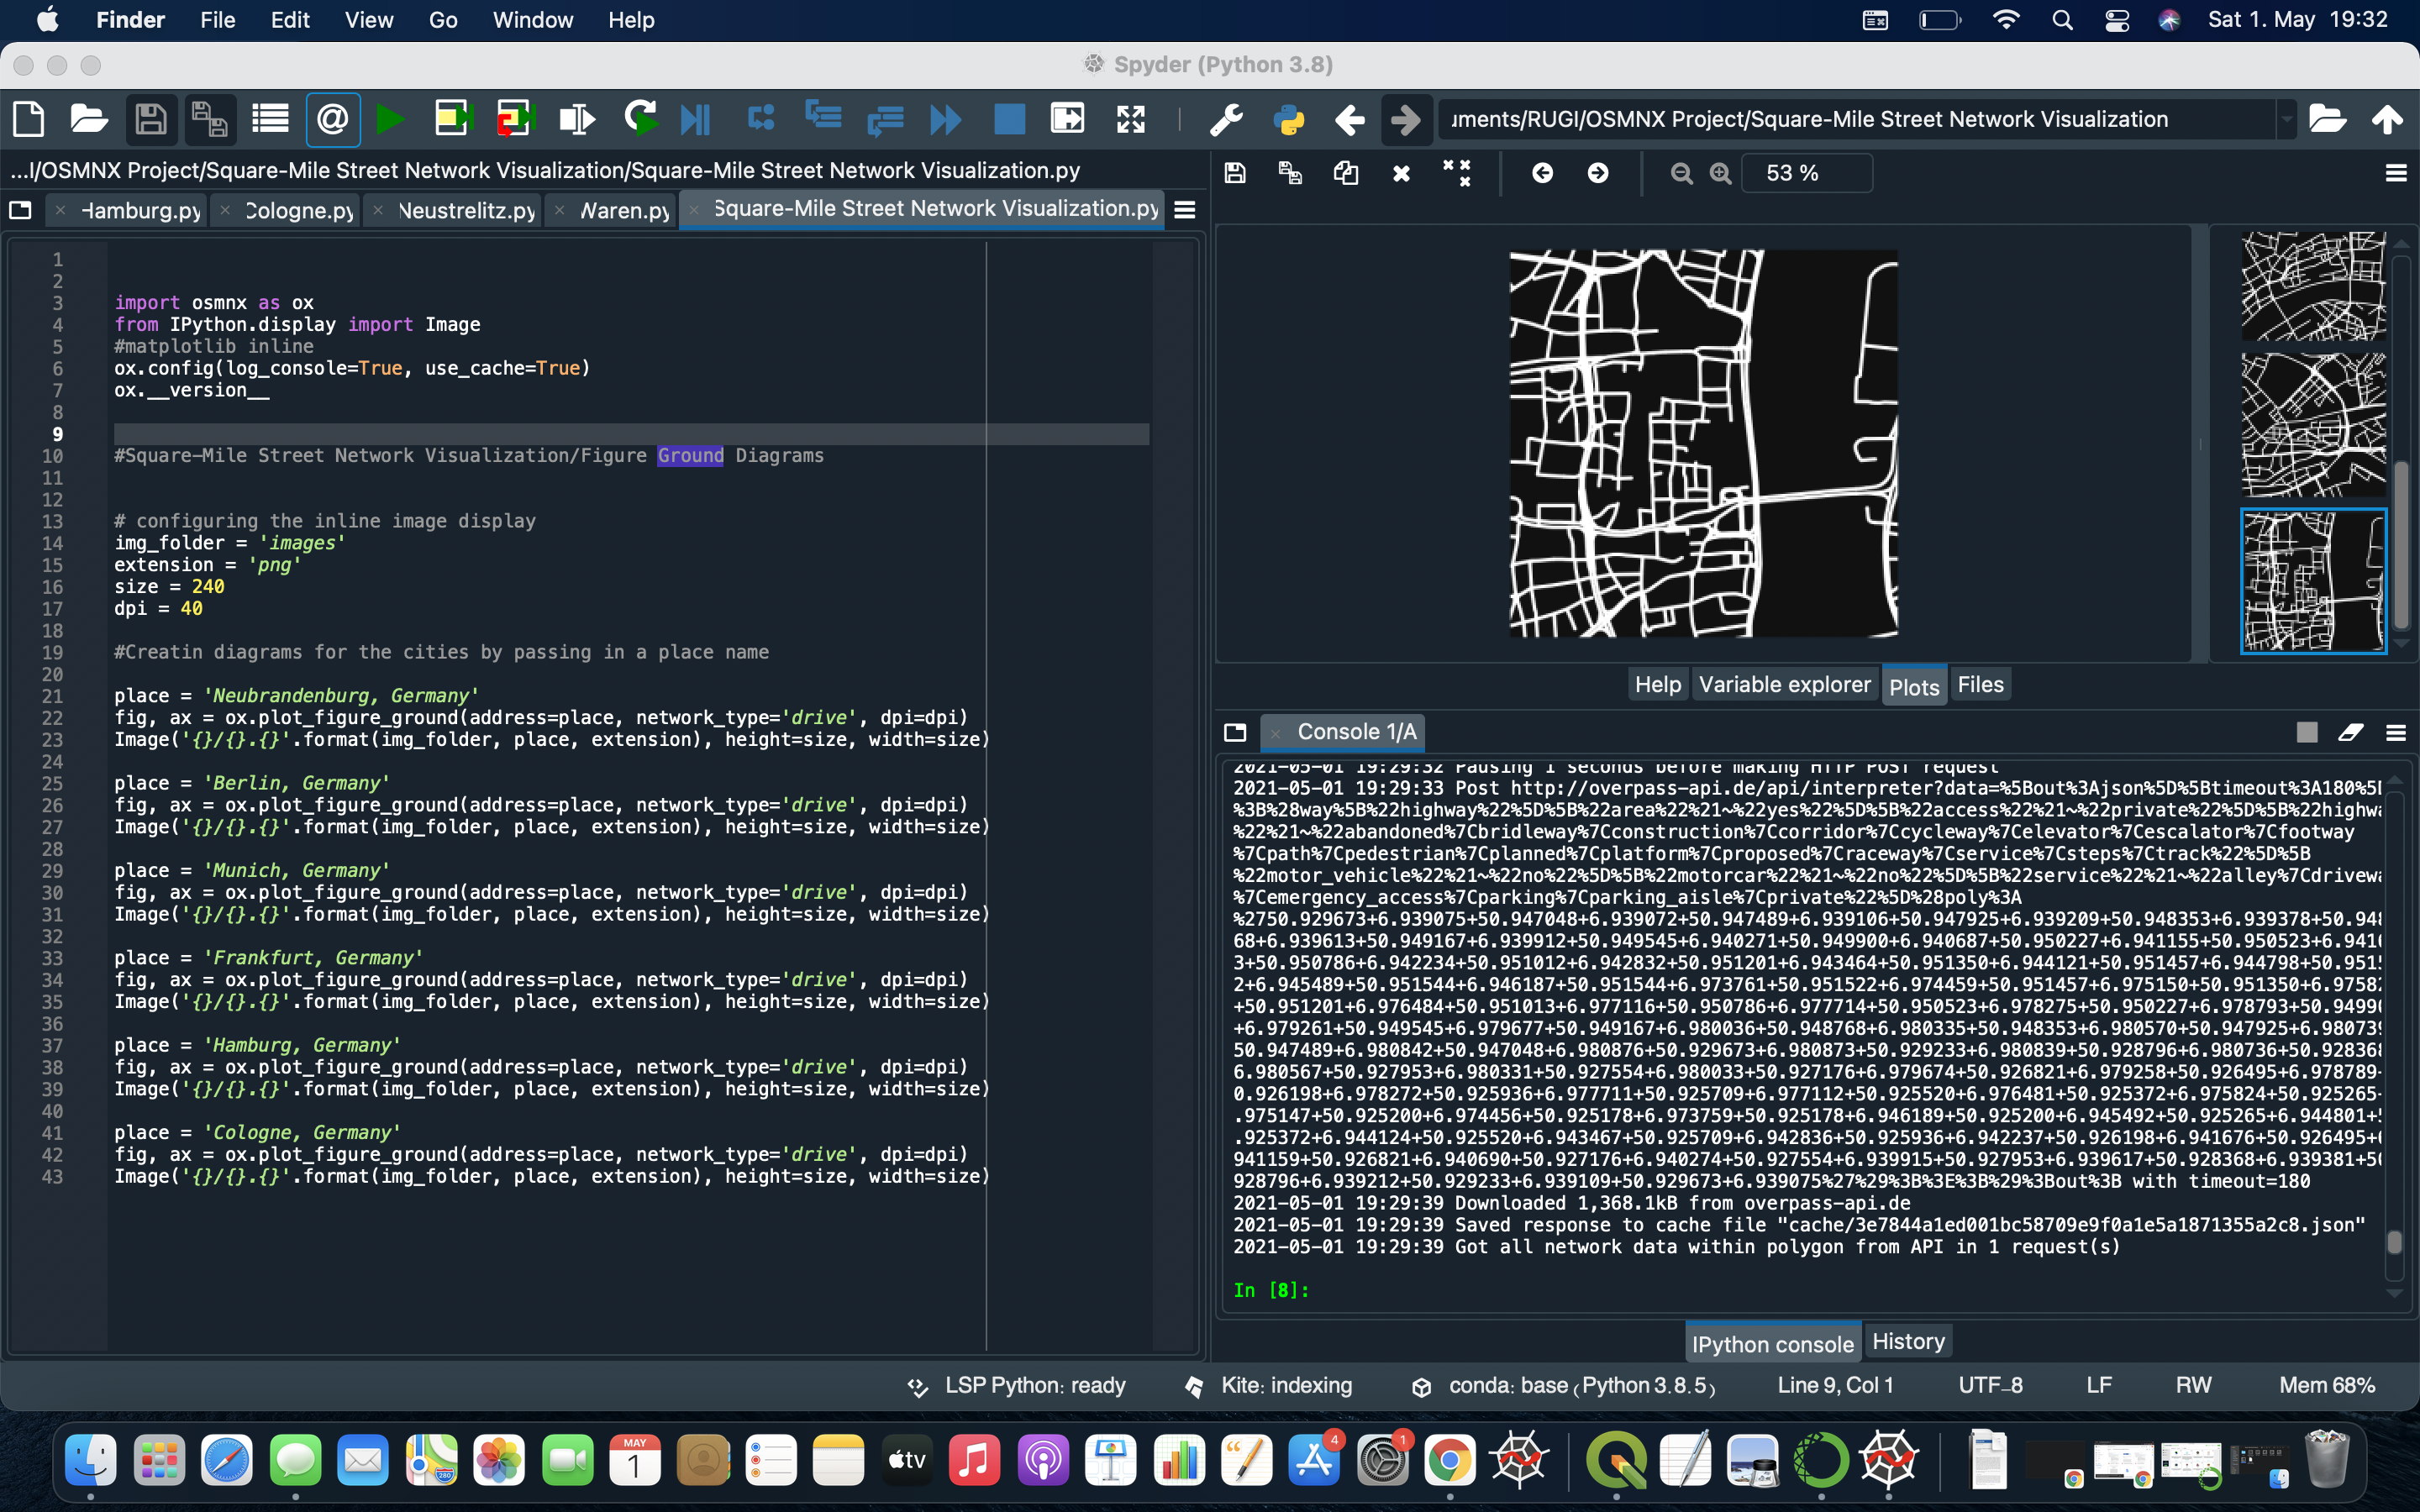 Finder File Edit View Go Window Help
Sat 1. May 19:32
Spyder (Python 3.8)
uments/RUGI/OSMNX Project/Square-Mile Street Network Visualization
...I/OSMNX Project/Square-Mile Street Network Visualization/Square-Mile Street Network Visualization.py
53 %
Hamburg.py Cologne.py Neustrelitz.py Waren.py Square-Mile Street Network Visualization.py
1
2
3 import osmnx as ox
4 from IPython.display import Image
5 #matplotlib inline
6 ox.config(log_console=True, use_cache=True)
7 ox.__version__
8
9
10 #Square-Mile Street Network Visualization/Figure Ground Diagrams
11
12
13 # configuring the inline image display
14 img_folder = 'images'
15 extension = 'png'
16 size = 240
17 dpi = 40
18
19 #Creatin diagrams for the cities by passing in a place name
20
21 place = 'Neubrandenburg, Germany'
22 fig, ax = ox.plot_figure_ground(address=place, network_type='drive', dpi=dpi)
23 Image('{}/{}.{}'.format(img_folder, place, extension), height=size, width=size)
24
25 place = 'Berlin, Germany'
26 fig, ax = ox.plot_figure_ground(address=place, network_type='drive', dpi=dpi)
27 Image('{}/{}.{}'.format(img_folder, place, extension), height=size, width=size)
28
29 place = 'Munich, Germany'
30 fig, ax = ox.plot_figure_ground(address=place, network_type='drive', dpi=dpi)
31 Image('{}/{}.{}'.format(img_folder, place, extension), height=size, width=size)
32
33 place = 'Frankfurt, Germany'
34 fig, ax = ox.plot_figure_ground(address=place, network_type='drive', dpi=dpi)
35 Image('{}/{}.{}'.format(img_folder, place, extension), height=size, width=size)
36
37 place = 'Hamburg, Germany'
38 fig, ax = ox.plot_figure_ground(address=place, network_type='drive', dpi=dpi)
39 Image('{}/{}.{}'.format(img_folder, place, extension), height=size, width=size)
40
41 place = 'Cologne, Germany'
42 fig, ax = ox.plot_figure_ground(address=place, network_type='drive', dpi=dpi)
43 Image('{}/{}.{}'.format(img_folder, place, extension), height=size, width=size)
Help Variable explorer Plots Files
Console 1/A
2021-05-01 19:29:32 Pausing 1 seconds before making HTTP POST request
2021-05-01 19:29:33 Post http://overpass-api.de/api/interpreter?data=%5Bout%3Ajson%5D%5Btimeout%3A180%5
%3B%28way%5B%22highway%22%5D%5B%22area%22%21~%22yes%22%5D%5B%22access%22%21~%22private%22%5D%5B%22highw
%22%21~%22abandoned%7Cbridleway%7Cconstruction%7Ccorridor%7Ccycleway%7Celevator%7Cescalator%7Cfootway
%7Cpath%7Cpedestrian%7Cplanned%7Cplatform%7Cproposed%7Craceway%7Cservice%7Csteps%7Ctrack%22%5D%5B
%22motor_vehicle%22%21~%22no%22%5D%5B%22motorcar%22%21~%22no%22%5D%5B%22service%22%21~%22alley%7Cdrivew
%7Cemergency_access%7Cparking%7Cparking_aisle%7Cprivate%22%5D%28poly%3A
%2750.929673+6.939075+50.947048+6.939072+50.947489+6.939106+50.947925+6.939209+50.948353+6.939378+50.948
68+6.939613+50.949167+6.939912+50.949545+6.940271+50.949900+6.940687+50.950227+6.941155+50.950523+6.941
3+50.950786+6.942234+50.951012+6.942832+50.951201+6.943464+50.951350+6.944121+50.951457+6.944798+50.951
2+6.945489+50.951544+6.946187+50.951544+6.973761+50.951522+6.974459+50.951457+6.975150+50.951350+6.9758
+50.951201+6.976484+50.951013+6.977116+50.950786+6.977714+50.950523+6.978275+50.950227+6.978793+50.9499
+6.979261+50.949545+6.979677+50.949167+6.980036+50.948768+6.980335+50.948353+6.980570+50.947925+6.980739
50.947489+6.980842+50.947048+6.980876+50.929673+6.980873+50.929233+6.980839+50.928796+6.980736+50.928368
6.980567+50.927953+6.980331+50.927554+6.980033+50.927176+6.979674+50.926821+6.979258+50.926495+6.978789
0.926198+6.978272+50.925936+6.977711+50.925709+6.977112+50.925520+6.976481+50.925372+6.975824+50.925265
.975147+50.925200+6.974456+50.925178+6.973759+50.925178+6.946189+50.925200+6.945492+50.925265+6.944801+
.925372+6.944124+50.925520+6.943467+50.925709+6.942836+50.925936+6.942237+50.926198+6.941676+50.926495+
941159+50.926821+6.940690+50.927176+6.940274+50.927554+6.939915+50.927953+6.939617+50.928368+6.939381+5
928796+6.939212+50.929233+6.939109+50.929673+6.939075%27%29%3B%3E%3B%29%3Bout%3B with timeout=180
2021-05-01 19:29:39 Downloaded 1,368.1kB from overpass-api.de
2021-05-01 19:29:39 Saved response to cache file "cache/3e7844a1ed001bc58709e9f0a1e5a1871355a2c8.json"
2021-05-01 19:29:39 Got all network data within polygon from API in 1 request(s)
In [8]:
IPython console History
LSP Python: ready Kite: indexing conda: base (Python 3.8.5) Line 9, Col 1 UTF-8 LF RW Mem 68%
MAY
1
tv
4
1
280